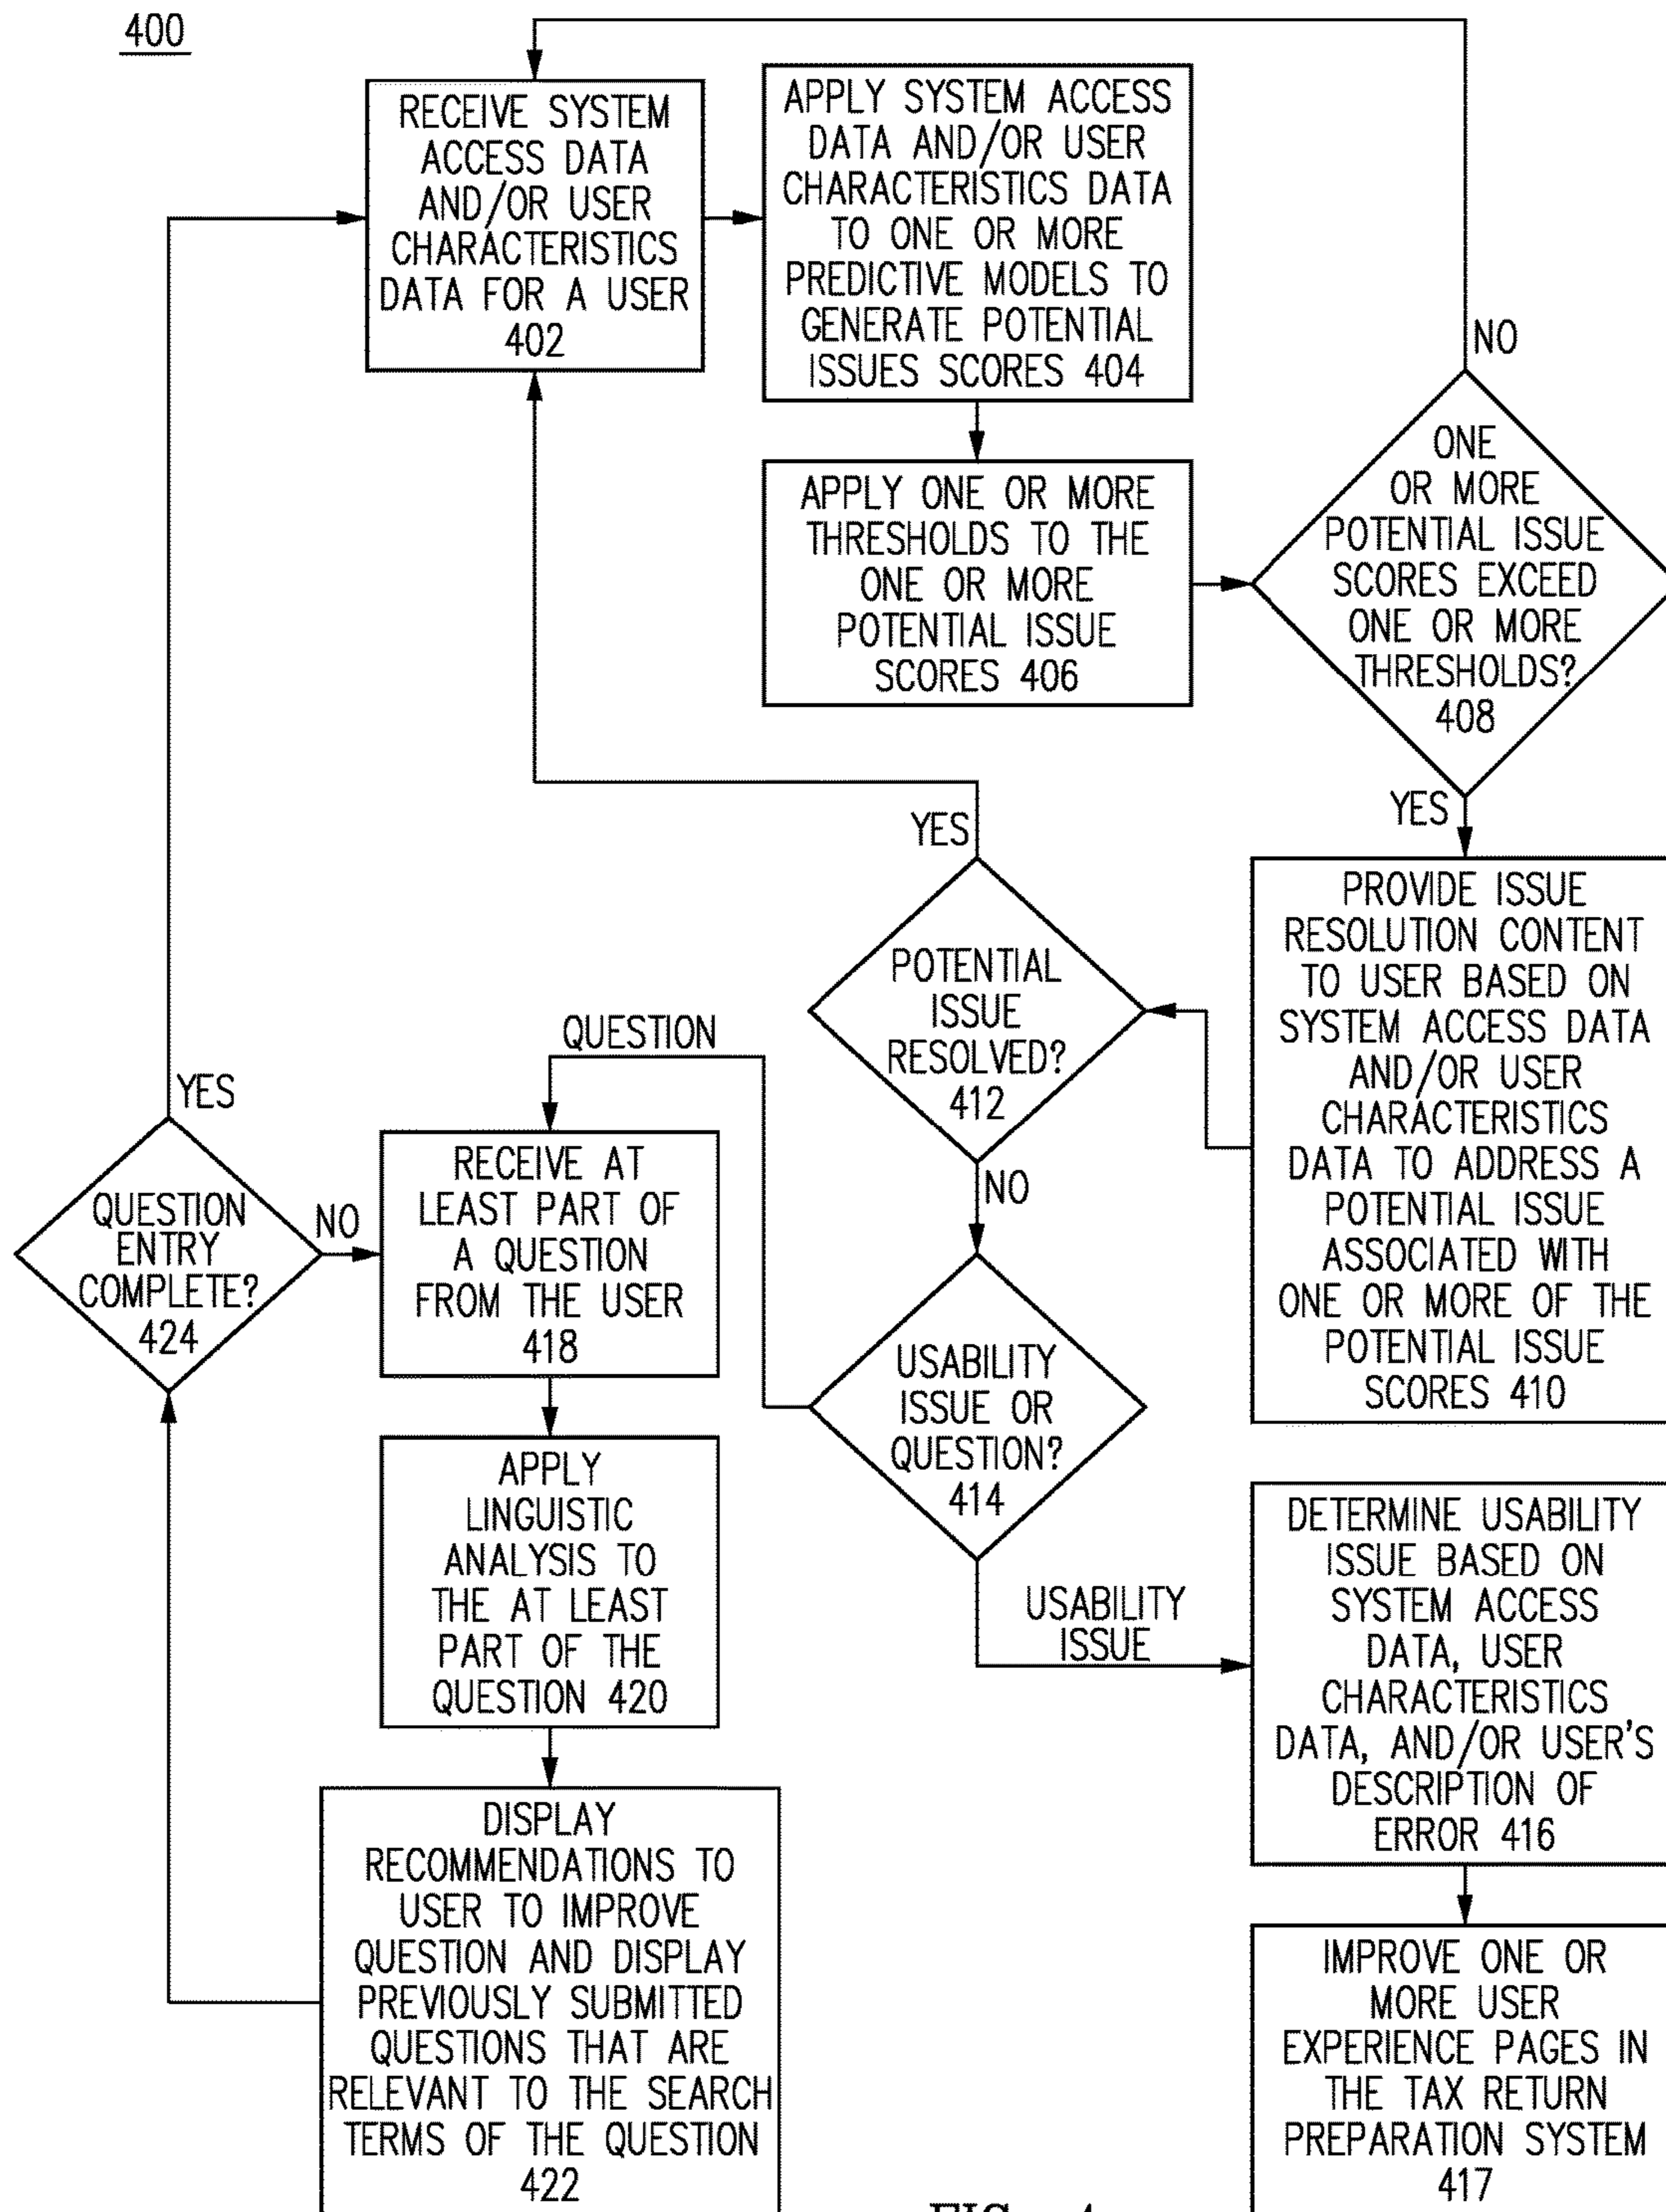 400
RECEIVE SYSTEM
ACCESS DATA
AND/OR USER
CHARACTERISTICS
DATA FOR A USER
402
APPLY SYSTEM ACCESS
DATA AND/OR USER
CHARACTERISTICS DATA
TO ONE OR MORE
PREDICTIVE MODELS TO
GENERATE POTENTIAL
ISSUES SCORES 404
APPLY ONE OR MORE
THRESHOLDS TO THE
ONE OR MORE
POTENTIAL ISSUE
SCORES 406
NO
ONE
OR MORE
POTENTIAL ISSUE
SCORES EXCEED
ONE OR MORE
THRESHOLDS?
408
YES
PROVIDE ISSUE
RESOLUTION CONTENT
TO USER BASED ON
SYSTEM ACCESS DATA
AND/OR USER
CHARACTERISTICS
DATA TO ADDRESS A
POTENTIAL ISSUE
ASSOCIATED WITH
ONE OR MORE OF THE
POTENTIAL ISSUE
SCORES 410
YES
POTENTIAL
ISSUE
RESOLVED?
412
NO
USABILITY
ISSUE OR
QUESTION?
414
USABILITY
ISSUE
DETERMINE USABILITY
ISSUE BASED ON
SYSTEM ACCESS
DATA, USER
CHARACTERISTICS
DATA, AND/OR USER'S
DESCRIPTION OF
ERROR 416
IMPROVE ONE OR
MORE USER
EXPERIENCE PAGES IN
THE TAX RETURN
PREPARATION SYSTEM
417
QUESTION
RECEIVE AT
LEAST PART OF
A QUESTION
FROM THE USER
418
APPLY
LINGUISTIC
ANALYSIS TO
THE AT LEAST
PART OF THE
QUESTION 420
DISPLAY
RECOMMENDATIONS TO
USER TO IMPROVE
QUESTION AND DISPLAY
PREVIOUSLY SUBMITTED
QUESTIONS THAT ARE
RELEVANT TO THE SEARCH
TERMS OF THE QUESTION
422
YES
QUESTION
ENTRY
COMPLETE?
424
NO